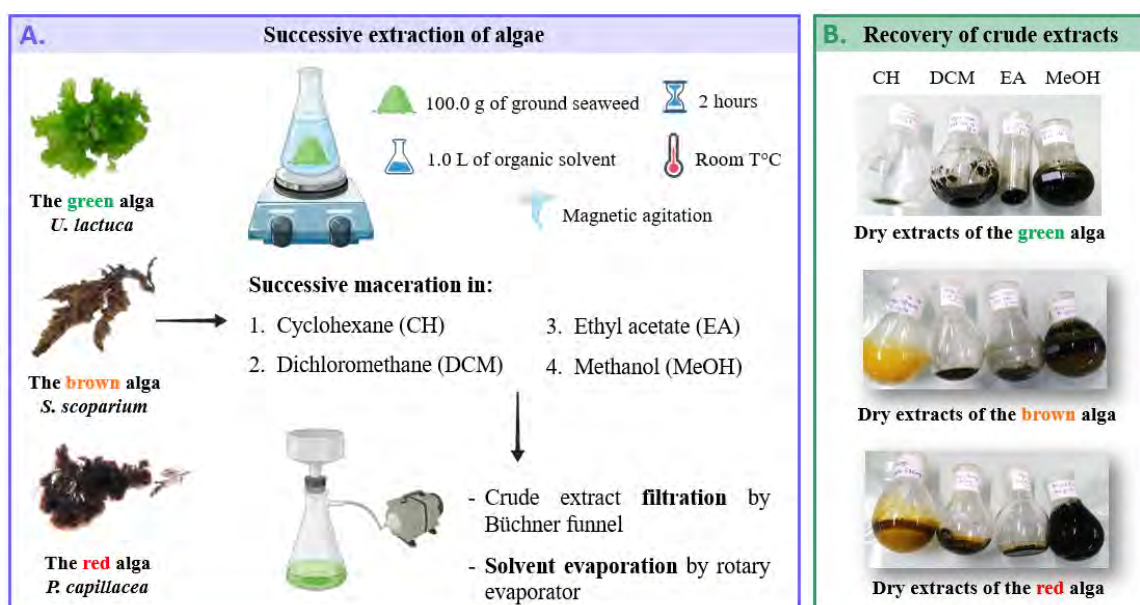 A.
Successive extraction of algae
The green alga
U. lactuca
The brown alga
S. scoparium
The red alga
P. capillacea
100.0 g of ground seaweed
2 hours
1.0 L of organic solvent
Room T°C
Magnetic agitation
Successive maceration in:
1. Cyclohexane (CH)
2. Dichloromethane (DCM)
3. Ethyl acetate (EA)
4. Methanol (MeOH)
- Crude extract filtration by
Büchner funnel
- Solvent evaporation by rotary
evaporator
B.
Recovery of crude extracts
CH DCM EA MeOH
Dry extracts of the green alga
Dry extracts of the brown alga
Dry extracts of the red alga